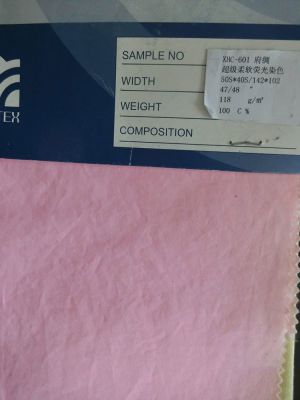 SAMPLE NO
WIDTH
WEIGHT
COMPOSITION
XHC-601 府绸
超级柔软荧光染色
50S*40S/142*102
47/48 "
118 g/㎡
100 C %
TEX